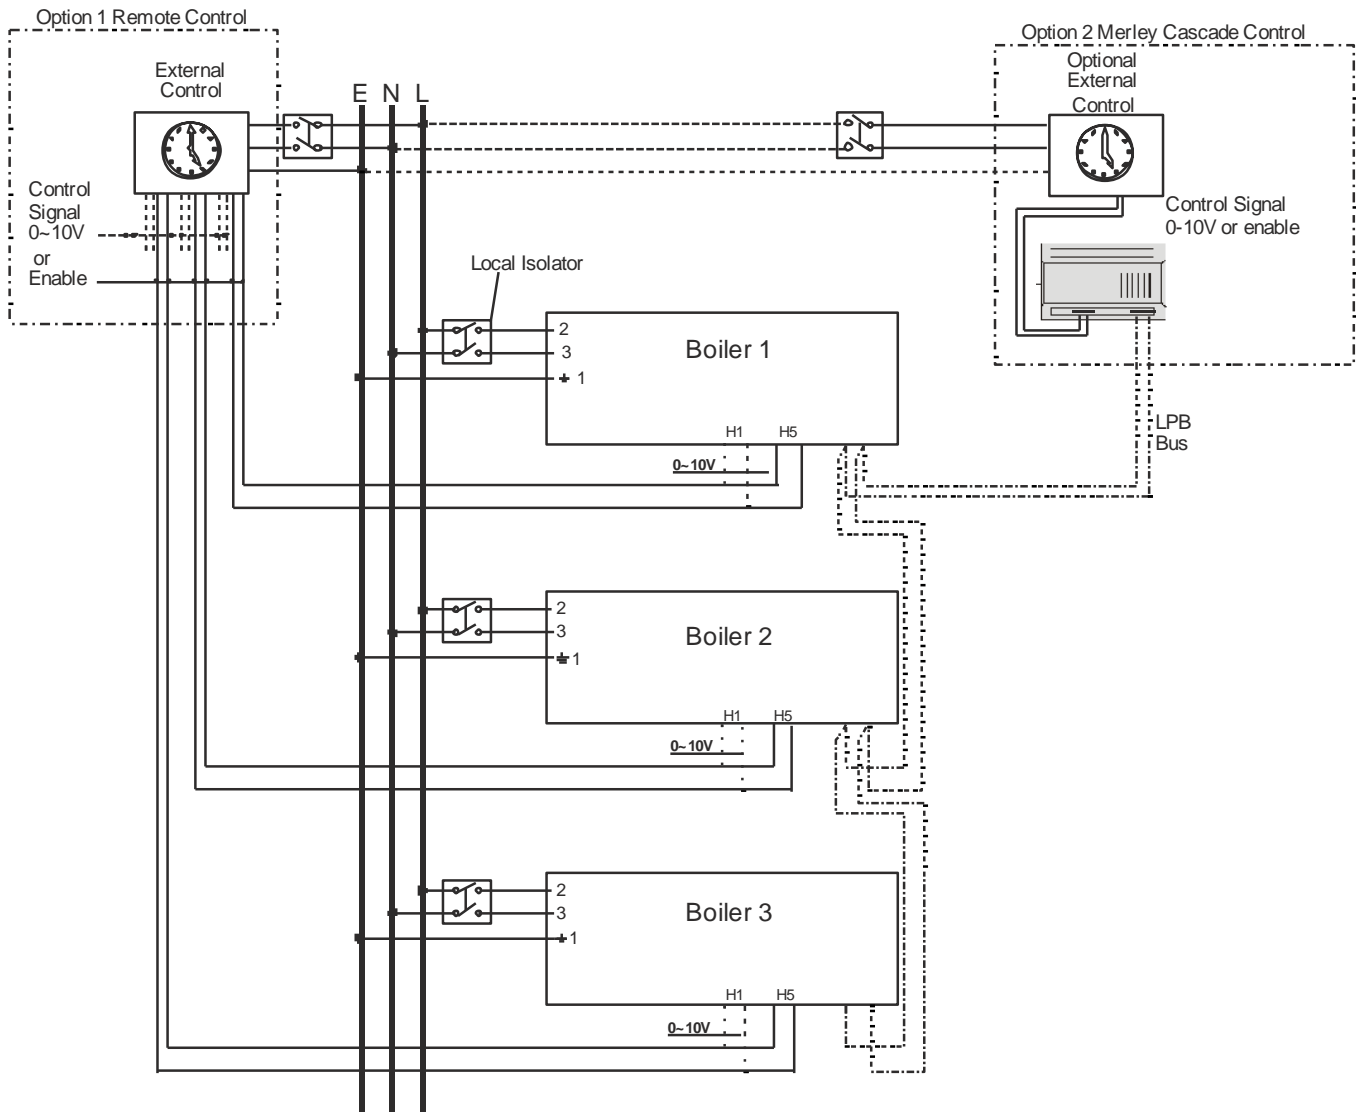 Option 1 Remote Control
Option 2 Merley Cascade Control
External
Control
E N L
Optional
External
Control
Control
Signal
0~10V
or
Enable
Control Signal
0-10V or enable
Local Isolator
2
3
1
Boiler 1
H1 H5
0~10V
LPB
Bus
2
3
1
Boiler 2
H1 H5
0~10V
2
3
1
Boiler 3
H1 H5
0~10V